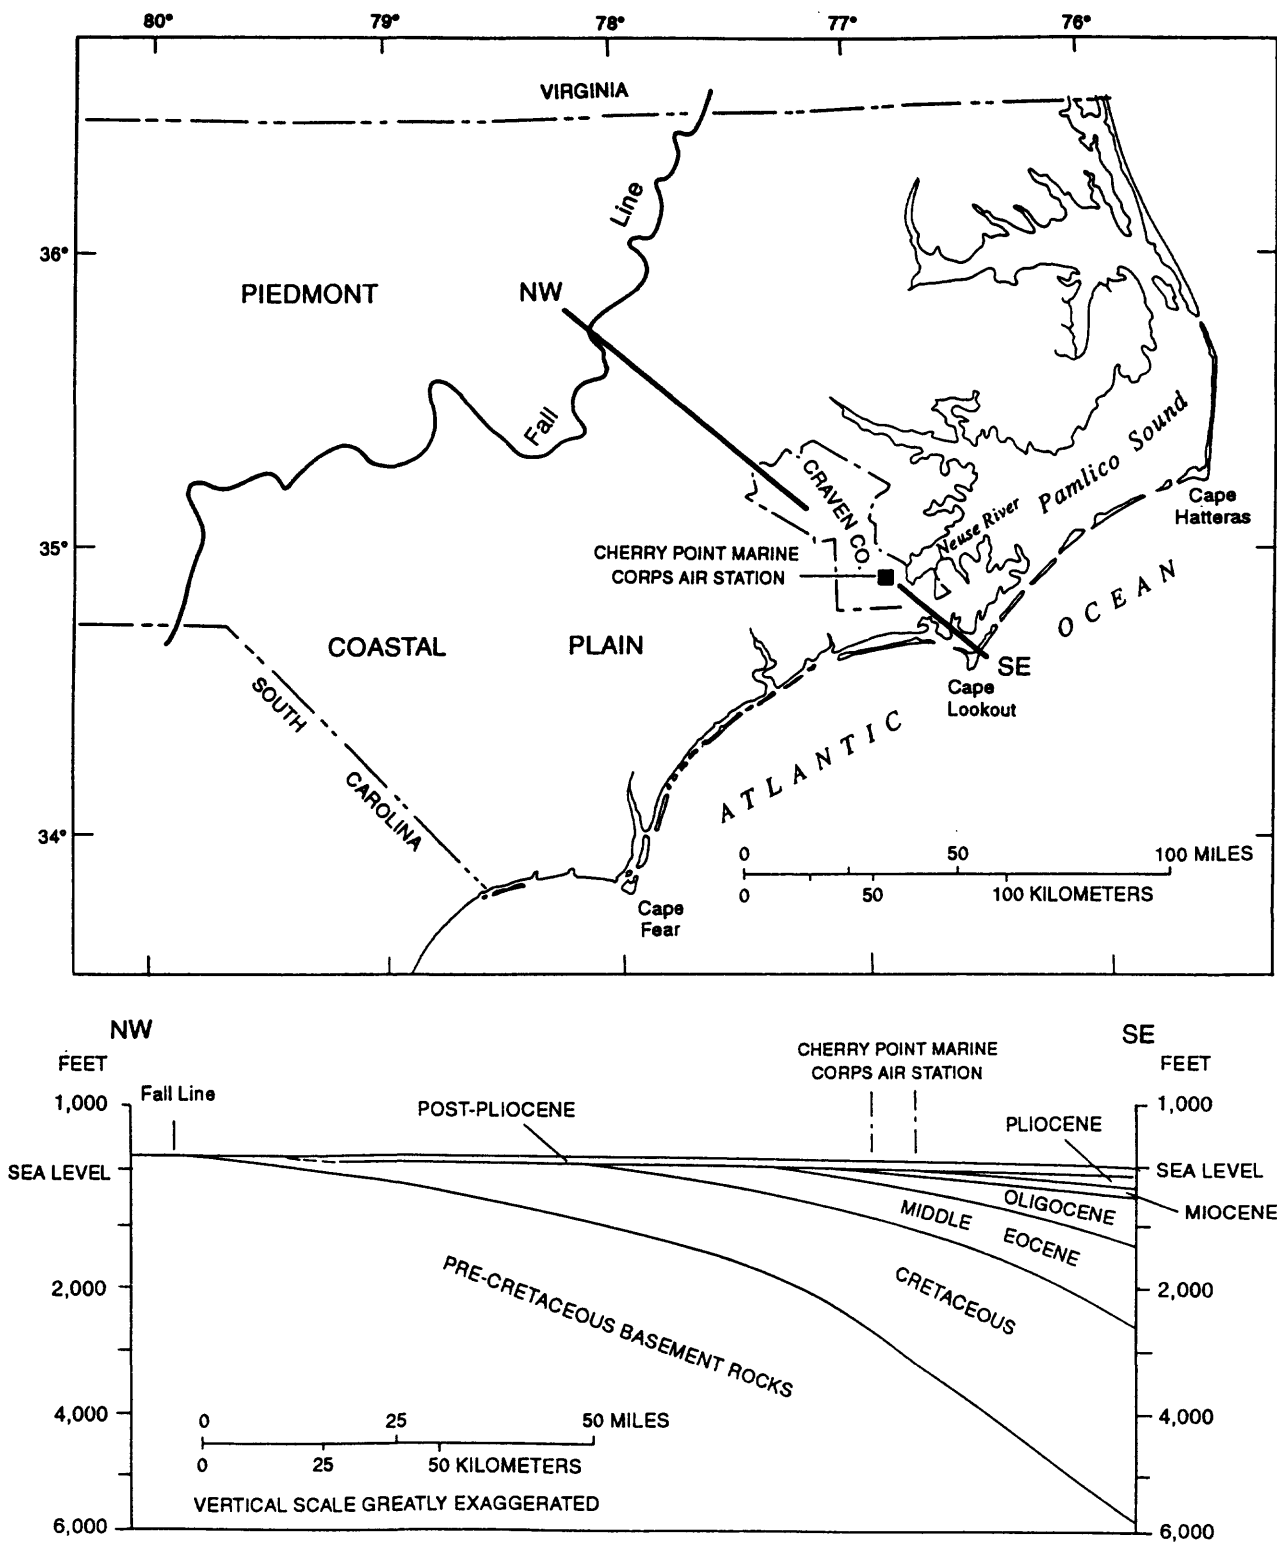 80° 79° 78° 77° 76°
VIRGINIA
Line
36°
PIEDMONT
NW
Fall
Pamlico Sound
CRAVEN CO.
Neuse River
Cape
Hatteras
35°
CHERRY POINT MARINE
CORPS AIR STATION
OCEAN
COASTAL PLAIN
SE
Cape
Lookout
SOUTH
CAROLINA
ATLANTIC
34°
0 50 100 MILES
0 50 100 KILOMETERS
Cape
Fear
NW
SE
FEET
CHERRY POINT MARINE
CORPS AIR STATION
FEET
Fall Line
1,000
POST-PLIOCENE
1,000
PLIOCENE
SEA LEVEL
SEA LEVEL
OLIGOCENE
MIOCENE
MIDDLE EOCENE
CRETACEOUS
2,000
2,000
PRE-CRETACEOUS BASEMENT ROCKS
4,000
4,000
0 25 50 MILES
0 25 50 KILOMETERS
VERTICAL SCALE GREATLY EXAGGERATED
6,000
6,000